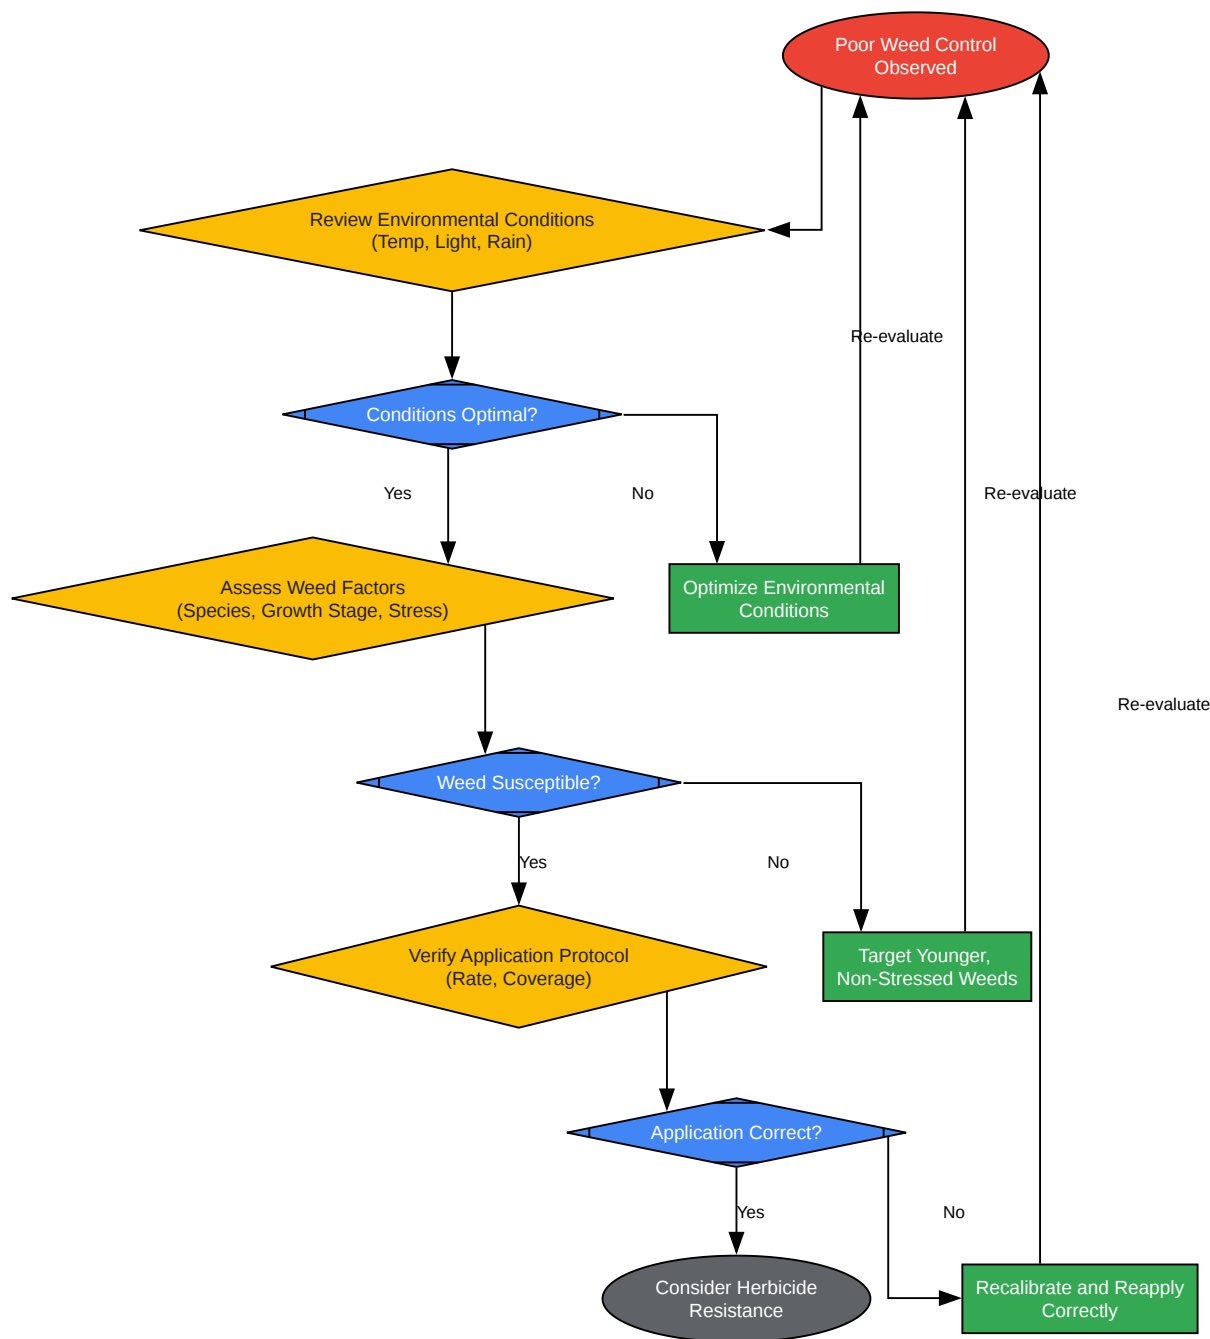 Poor Weed Control
Observed
Review Environmental Conditions
(Temp, Light, Rain)
Re-evaluate
Conditions Optimal?
Yes
No
Re-evaluate
Assess Weed Factors
(Species, Growth Stage, Stress)
Optimize Environmental
Conditions
Re-evaluate
Weed Susceptible?
Yes
No
Verify Application Protocol
(Rate, Coverage)
Target Younger,
Non-Stressed Weeds
Application Correct?
Yes
No
Consider Herbicide
Resistance
Recalibrate and Reapply
Correctly